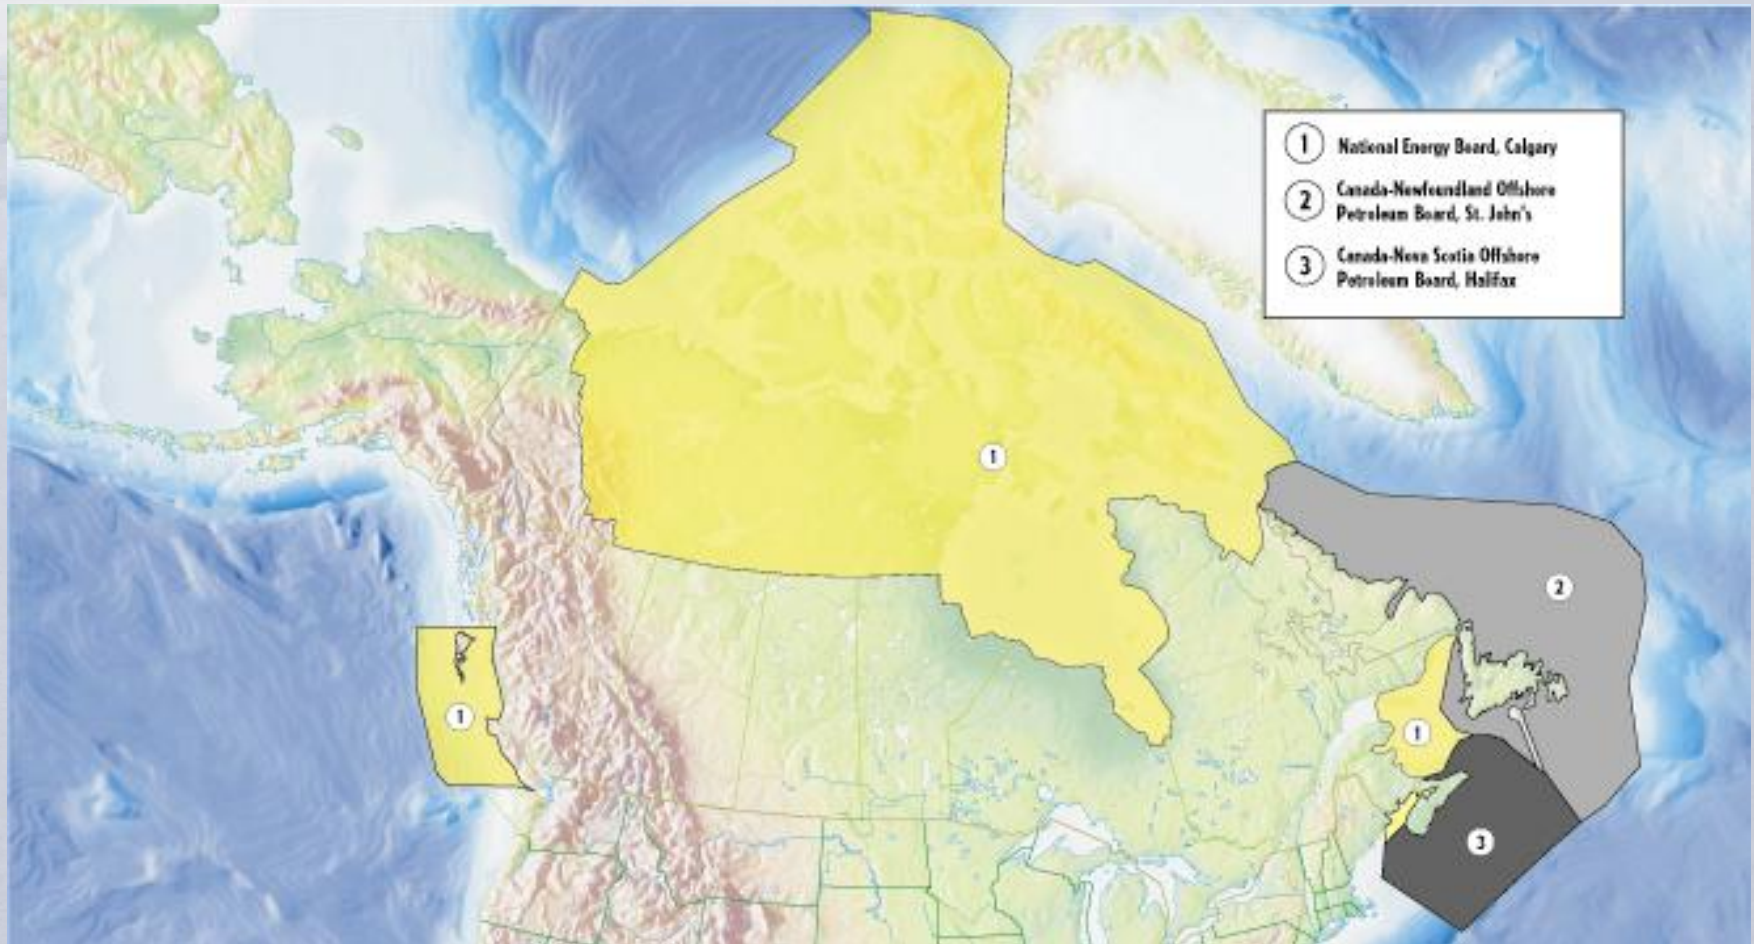 1 National Energy Board, Calgary
2 Canada-Newfoundland Offshore
Petroleum Board, St. John's
3 Canada-Nova Scotia Offshore
Petroleum Board, Halifax
1
2
1
1
3